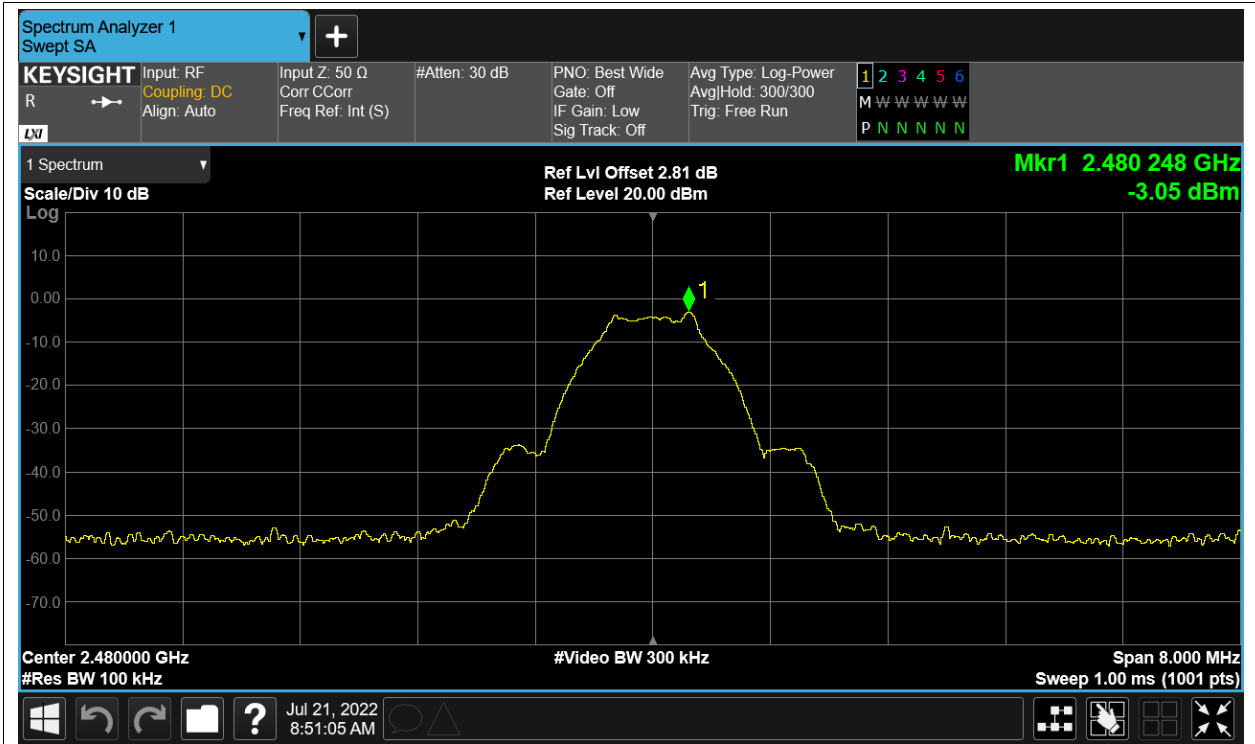 Spectrum Analyzer 1
Swept SA
KEYSIGHT
R
LXI
Input: RF
Coupling: DC
Align: Auto
Input Z: 50 Ω
Corr CCorr
Freq Ref: Int (S)
#Atten: 30 dB
PNO: Best Wide
Gate: Off
IF Gain: Low
Sig Track: Off
Avg Type: Log-Power
Avg|Hold: 300/300
Trig: Free Run
1 2 3 4 5 6
M W W W W W
P N N N N N
1 Spectrum
Scale/Div 10 dB
Ref Lvl Offset 2.81 dB
Ref Level 20.00 dBm
Mkr1 2.480 248 GHz
-3.05 dBm
Log
10.0
0.00
-10.0
-20.0
-30.0
-40.0
-50.0
-60.0
-70.0
1
Center 2.480000 GHz
#Video BW 300 kHz
Span 8.000 MHz
#Res BW 100 kHz
Sweep 1.00 ms (1001 pts)
?
Jul 21, 2022
8:51:05 AM